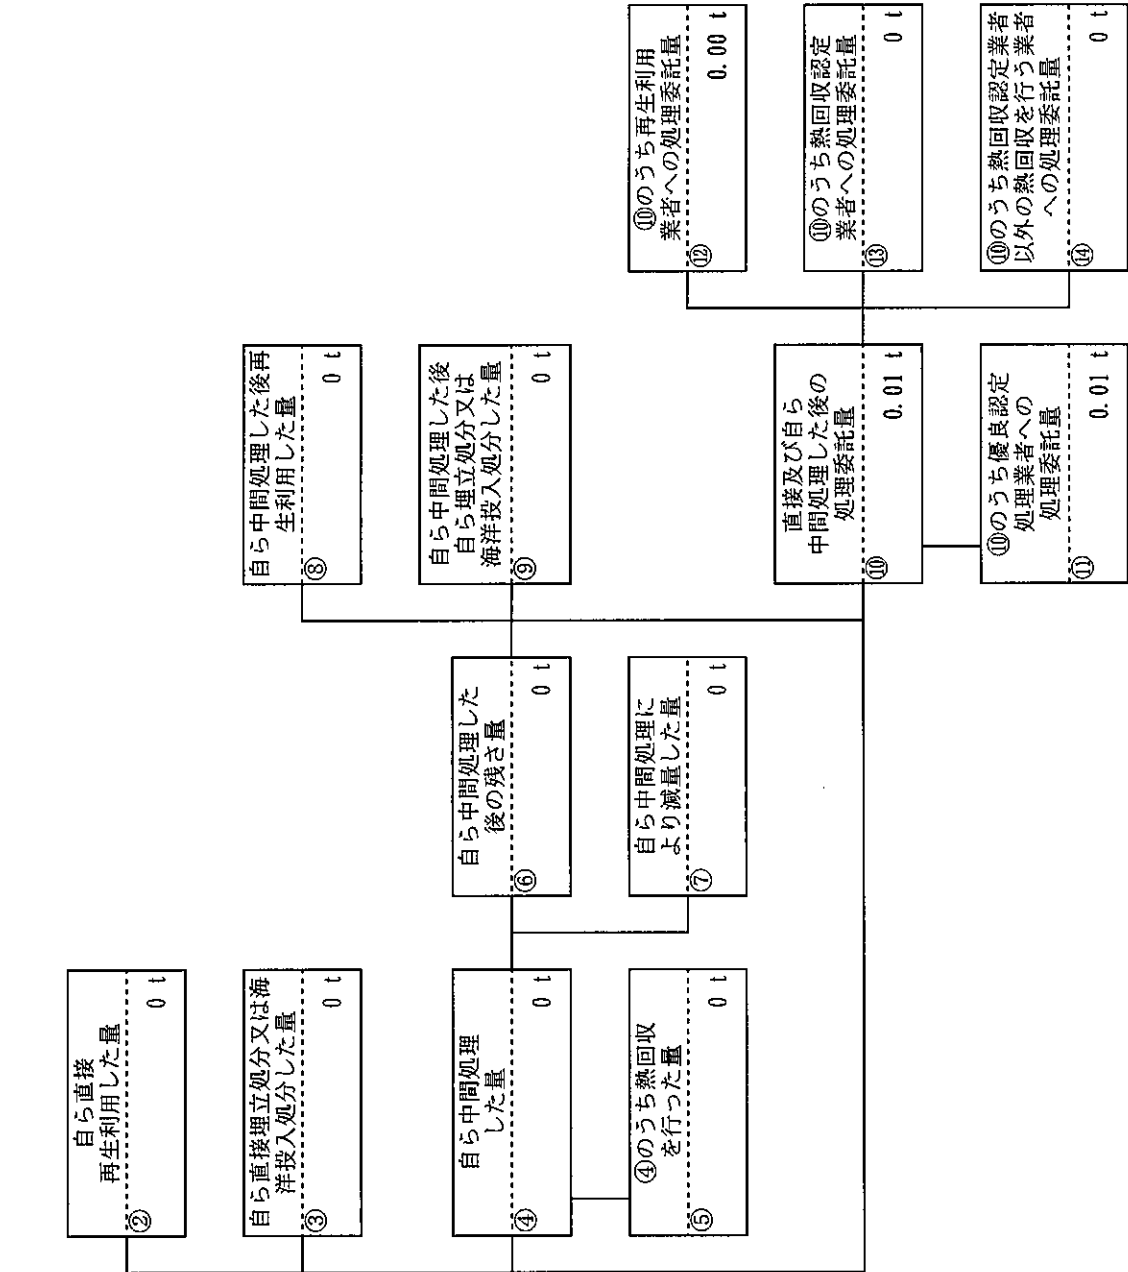 自ら直接
再生利用した量
②
0 t
自ら直接埋立処分又は海
洋投入処分した量
③
0 t
自ら中間処理
した量
④
0 t
④のうち熱回収
を行った量
⑤
0 t
自ら中間処理した
後の残さ量
⑥
0 t
自ら中間処理に
より減量した量
⑦
0 t
自ら中間処理した後再
生利用した量
⑧
0 t
自ら中間処理した後
自ら埋立処分又は
海洋投入処分した量
⑨
0 t
直接及び自ら
中間処理した後の
処理委託量
⑩
0.01 t
⑩のうち優良認定
処理業者への
処理委託量
⑪
0.01 t
⑩のうち再生利用
業者への処理委託量
⑫
0.00 t
⑩のうち熱回収認定
業者への処理委託量
⑬
0 t
⑩のうち熱回収認定業者
以外の熱回収を行う業者
への処理委託量
⑭
0 t